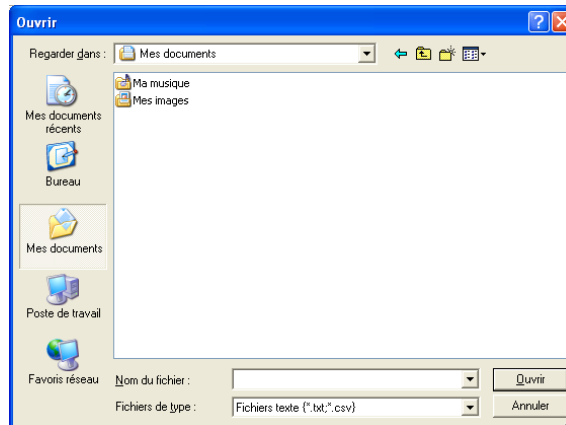 Ouvrir
Regarder dans :
Mes documents
Ma musique
Mes images
Mes documents
récents
Bureau
Mes documents
Poste de travail
Favoris réseau
Nom du fichier :
Ouvrir
Fichiers de type :
Fichiers texte {*.txt;*.csv}
Annuler